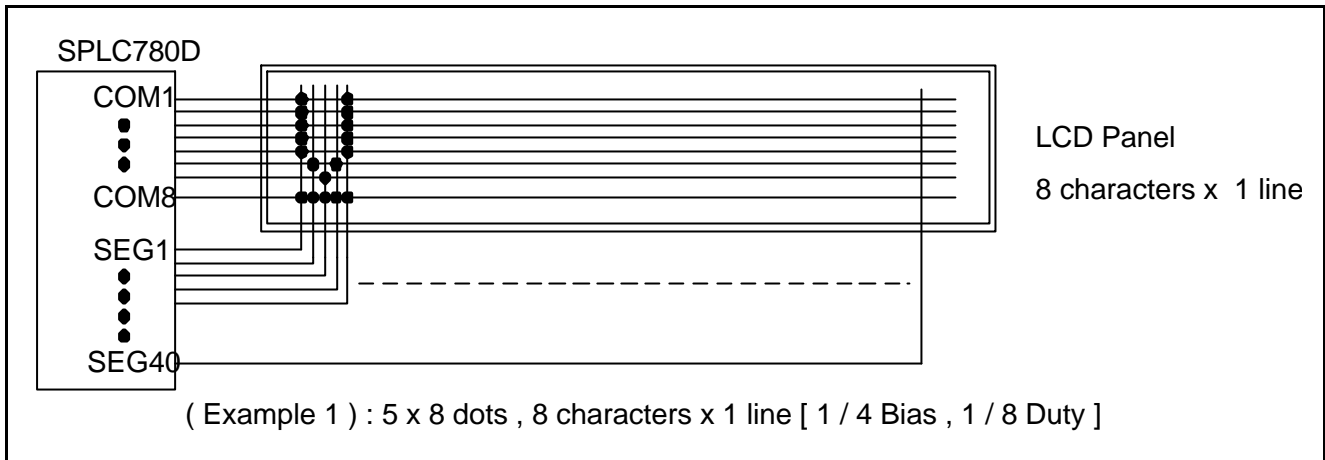 SPLC780D
COM1
COM8
SEG1
SEG40
LCD Panel
8 characters x 1 line
( Example 1 ) : 5 x 8 dots , 8 characters x 1 line [ 1 / 4 Bias , 1 / 8 Duty ]